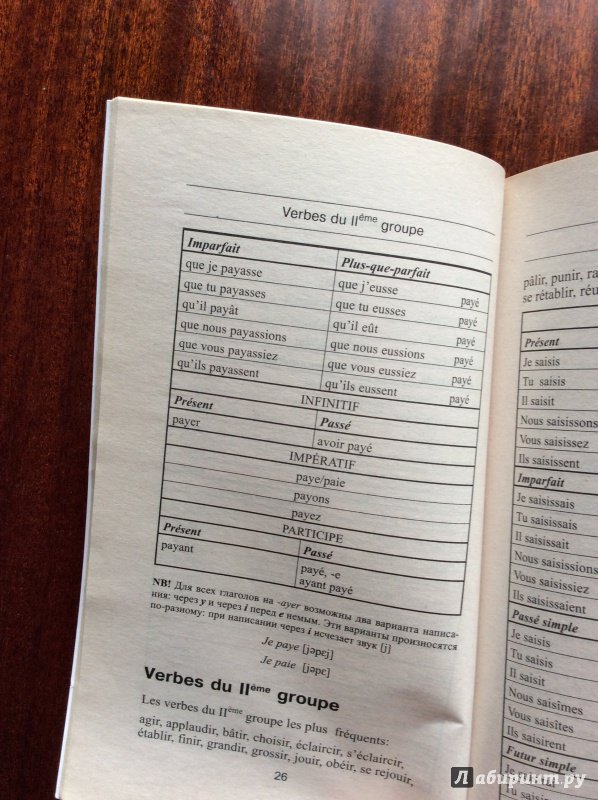 Verbes du IIème groupe
Imparfait Plus-que-parfait
que je payasse que j'eusse payé
que tu payasses que tu eusses payé
qu'il payât qu'il eût payé
que nous payassions que nous eussions payé
que vous payassiez que vous eussiez payé
qu'ils payassent qu'ils eussent payé
INFINITIF
Présent Passé
payer avoir payé
IMPÉRATIF
paye/paie
payons
payez
PARTICIPE
Présent Passé
payant payé, -e
ayant payé
NB! Для всех глаголов на -ayer возможны два варианта написа-
ния: через y и через i перед e немым. Эти варианты произносятся
по-разному: при написании через i исчезает звук [j]
Je paye [jəpɛj]
Je paie [jəpɛ]
Verbes du IIème groupe
Les verbes du IIème groupe les plus fréquents:
agir, applaudir, bâtir, choisir, éclaircir, s'éclaircir,
établir, finir, grandir, grossir, jouir, obéir, se rejouir,
26
pâlir, punir, ra
se rétablir, réu
Présent
Je saisis
Tu saisis
Il saisit
Nous saisissons
Vous saisissez
Ils saisissent
Imparfait
Je saisissais
Tu saisissais
Il saisissait
Nous saisissions
Vous saisissiez
Ils saisissaient
Passé simple
Je saisis
Tu saisis
Il saisit
Nous saisîmes
Vous saisîtes
Ils saisirent
Futur simple
Лабиринт.ру